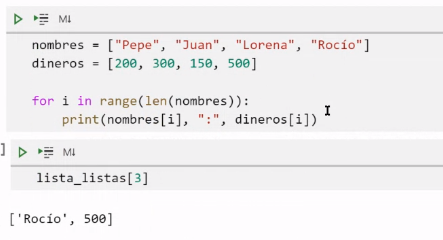 M↓
nombres = ["Pepe", "Juan", "Lorena", "Rocío"]
dineros = [200, 300, 150, 500]
for i in range(len(nombres)):
print(nombres[i], ":", dineros[i])
] M↓
lista_listas[3]
['Rocío', 500]